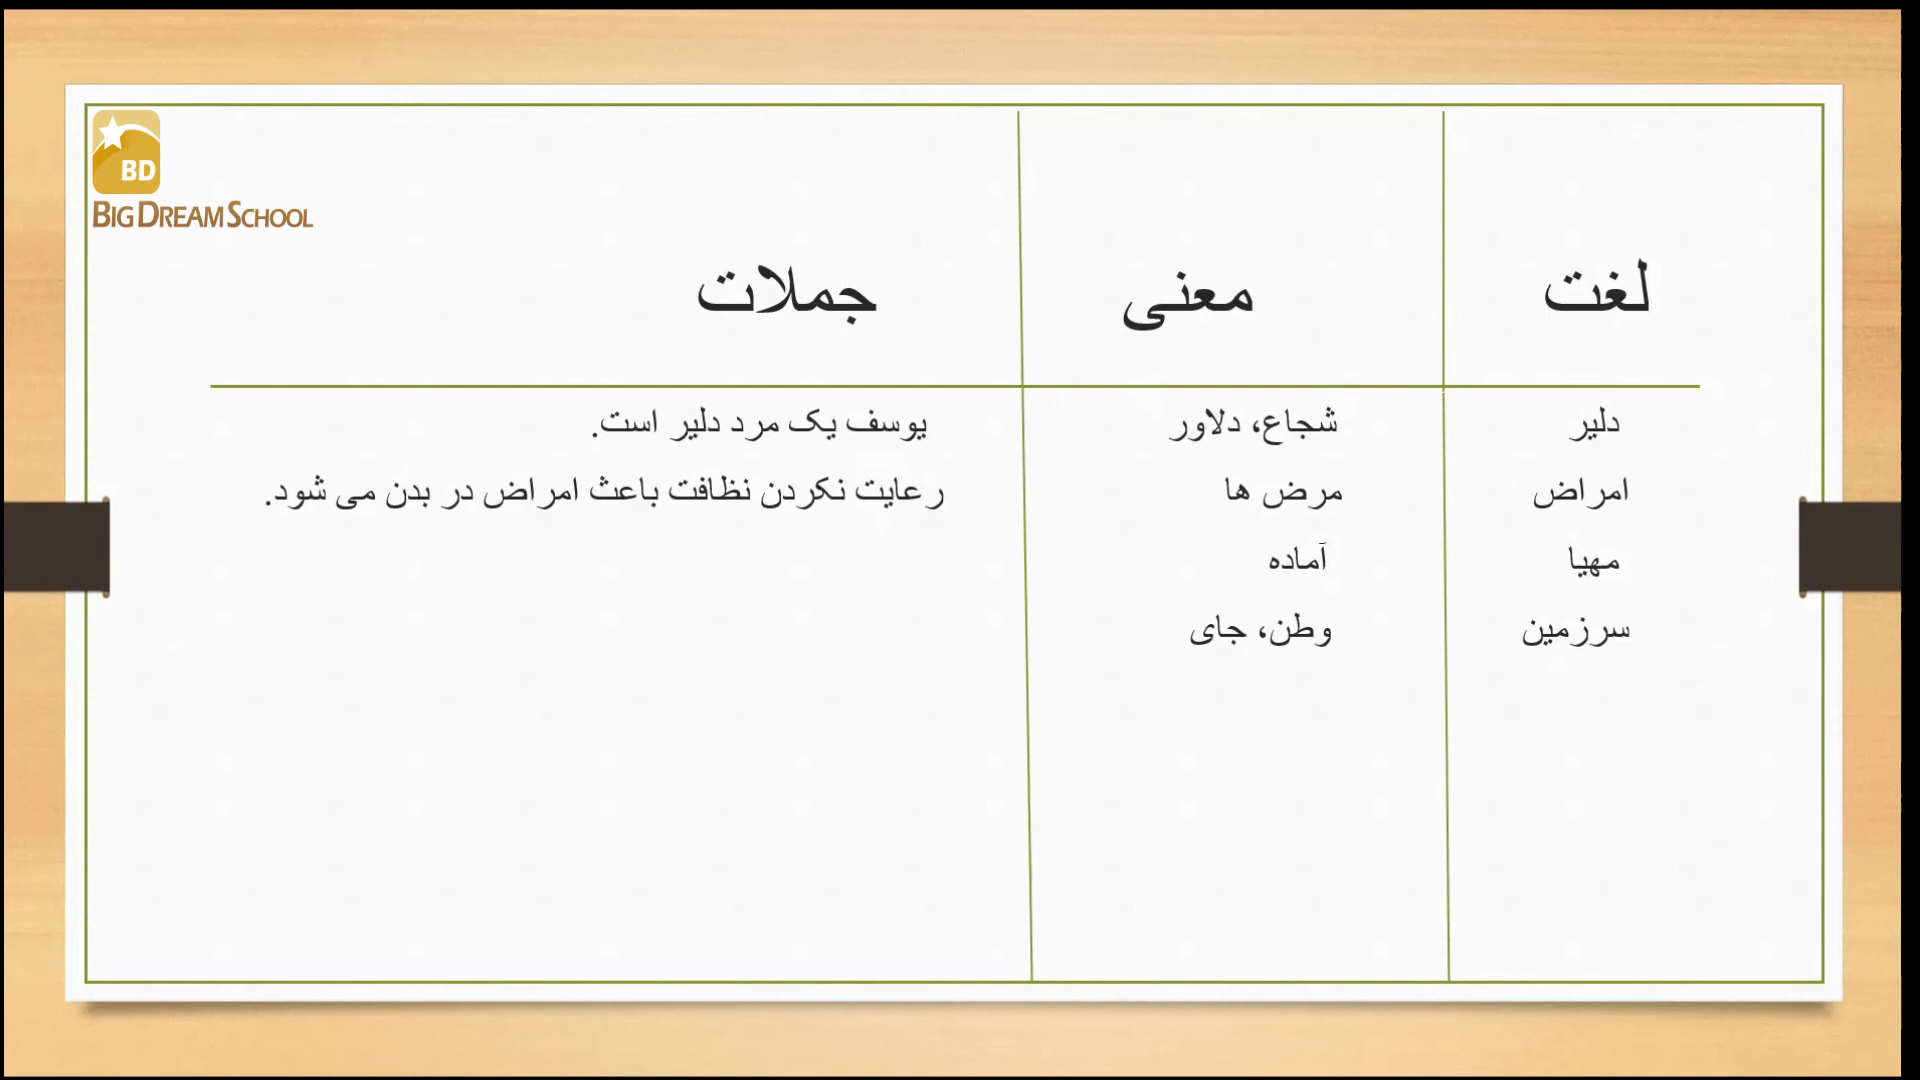 BD
BIG DREAM SCHOOL
لغت معنی جملات
دلیر شجاع، دلاور یوسف یک مرد دلیر است.
امراض مرض ها رعایت نکردن نظافت باعث امراض در بدن می شود.
مهیا آماده
سرزمین وطن، جای